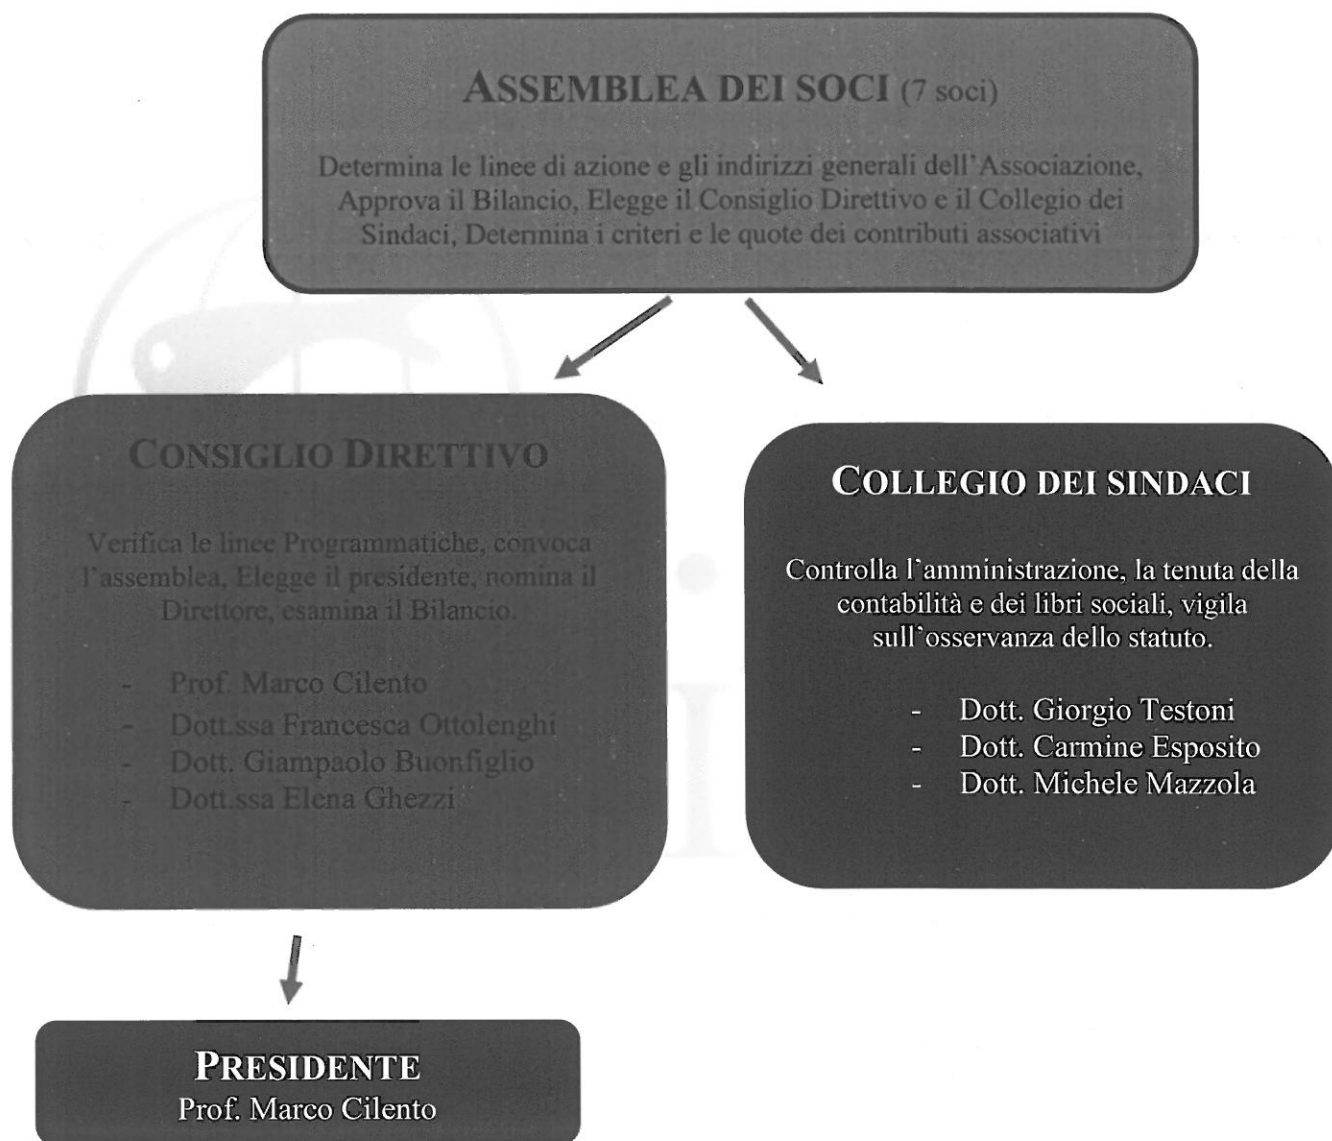 ASSEMBLEA DEI SOCI (7 soci)
Determina le linee di azione e gli indirizzi generali dell'Associazione,
Approva il Bilancio, Elegge il Consiglio Direttivo e il Collegio dei
Sindaci, Determina i criteri e le quote dei contributi associativi
CONSIGLIO DIRETTIVO
Verifica le linee Programmatiche, convoca
l'assemblea, Elegge il presidente, nomina il
Direttore, esamina il Bilancio.
- Prof. Marco Cilento
- Dott.ssa Francesca Ottolenghi
- Dott. Giampaolo Buonfiglio
- Dott.ssa Elena Ghezzi
COLLEGIO DEI SINDACI
Controlla l'amministrazione, la tenuta della
contabilità e dei libri sociali, vigila
sull'osservanza dello statuto.
- Dott. Giorgio Testoni
- Dott. Carmine Esposito
- Dott. Michele Mazzola
PRESIDENTE
Prof. Marco Cilento